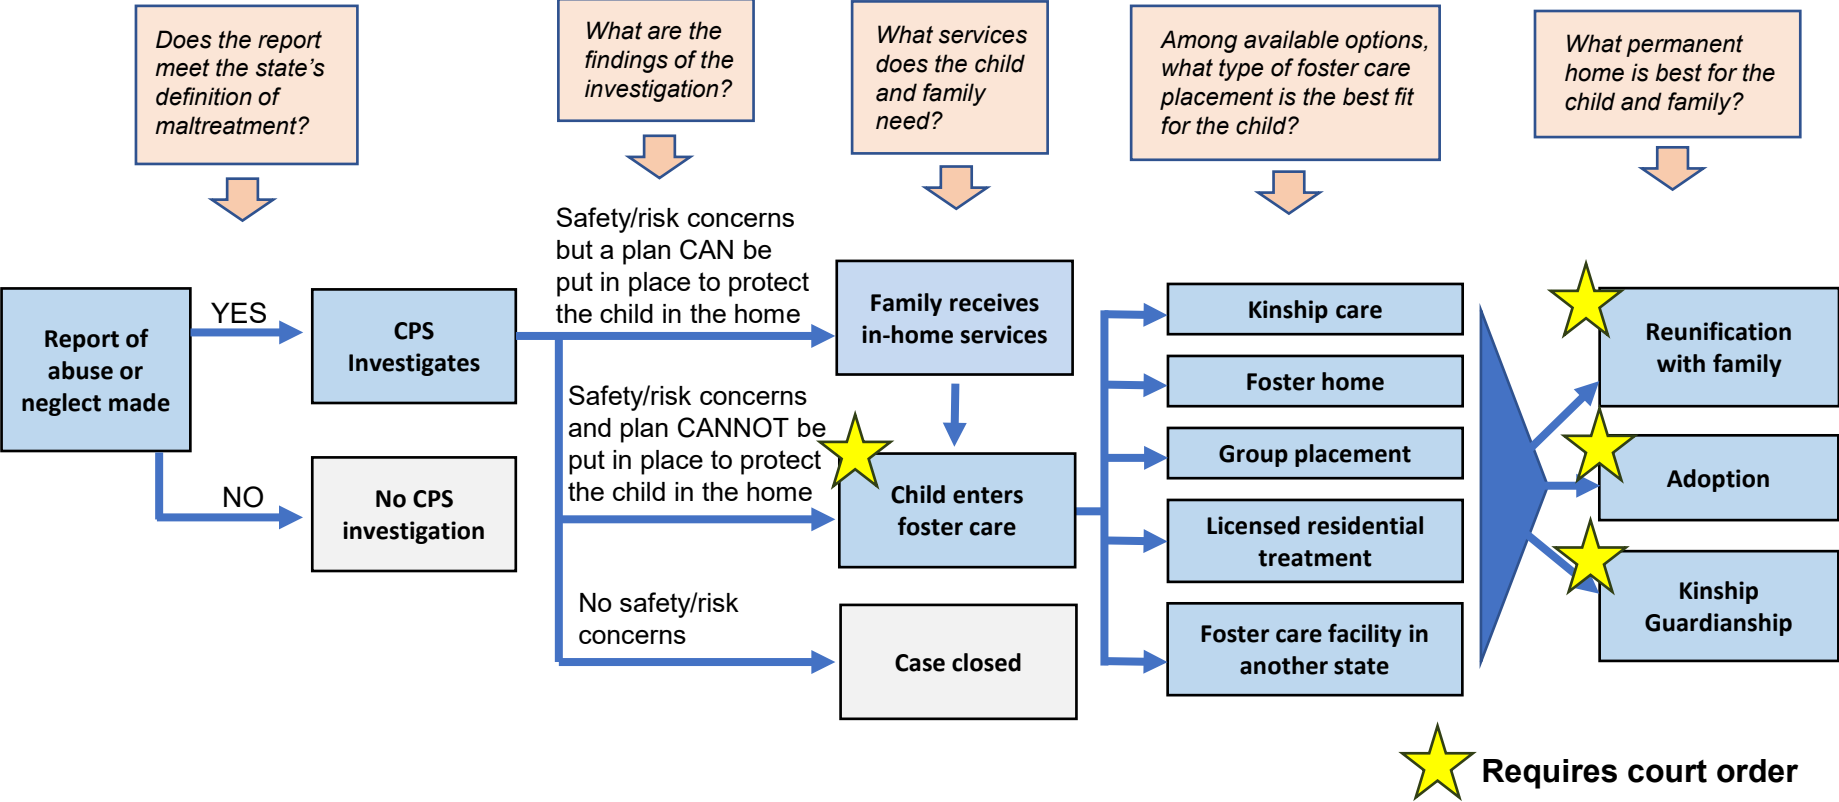 Does the report
meet the state's
definition of
maltreatment?
What are the
findings of the
investigation?
What services
does the child
and family
need?
Among available options,
what type of foster care
placement is the best fit
for the child?
What permanent
home is best for the
child and family?
Report of
abuse or
neglect made
YES
NO
CPS
Investigates
No CPS
investigation
Safety/risk concerns
but a plan CAN be
put in place to protect
the child in the home
Safety/risk concerns
and plan CANNOT be
put in place to protect
the child in the home
No safety/risk
concerns
Family receives
in-home services
Child enters
foster care
Case closed
Kinship care
Foster home
Group placement
Licensed residential
treatment
Foster care facility in
another state
Reunification
with family
Adoption
Kinship
Guardianship
Requires court order